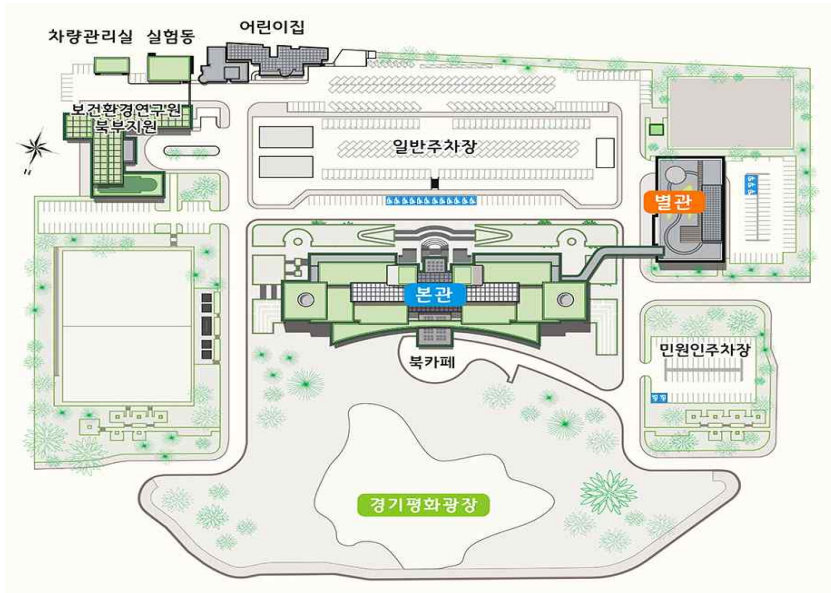 어린이집
차량관리실
실험동
보건환경연구원
북부지원
일반주차장
별관
본관
민원인주차장
북카페
경기평화광장